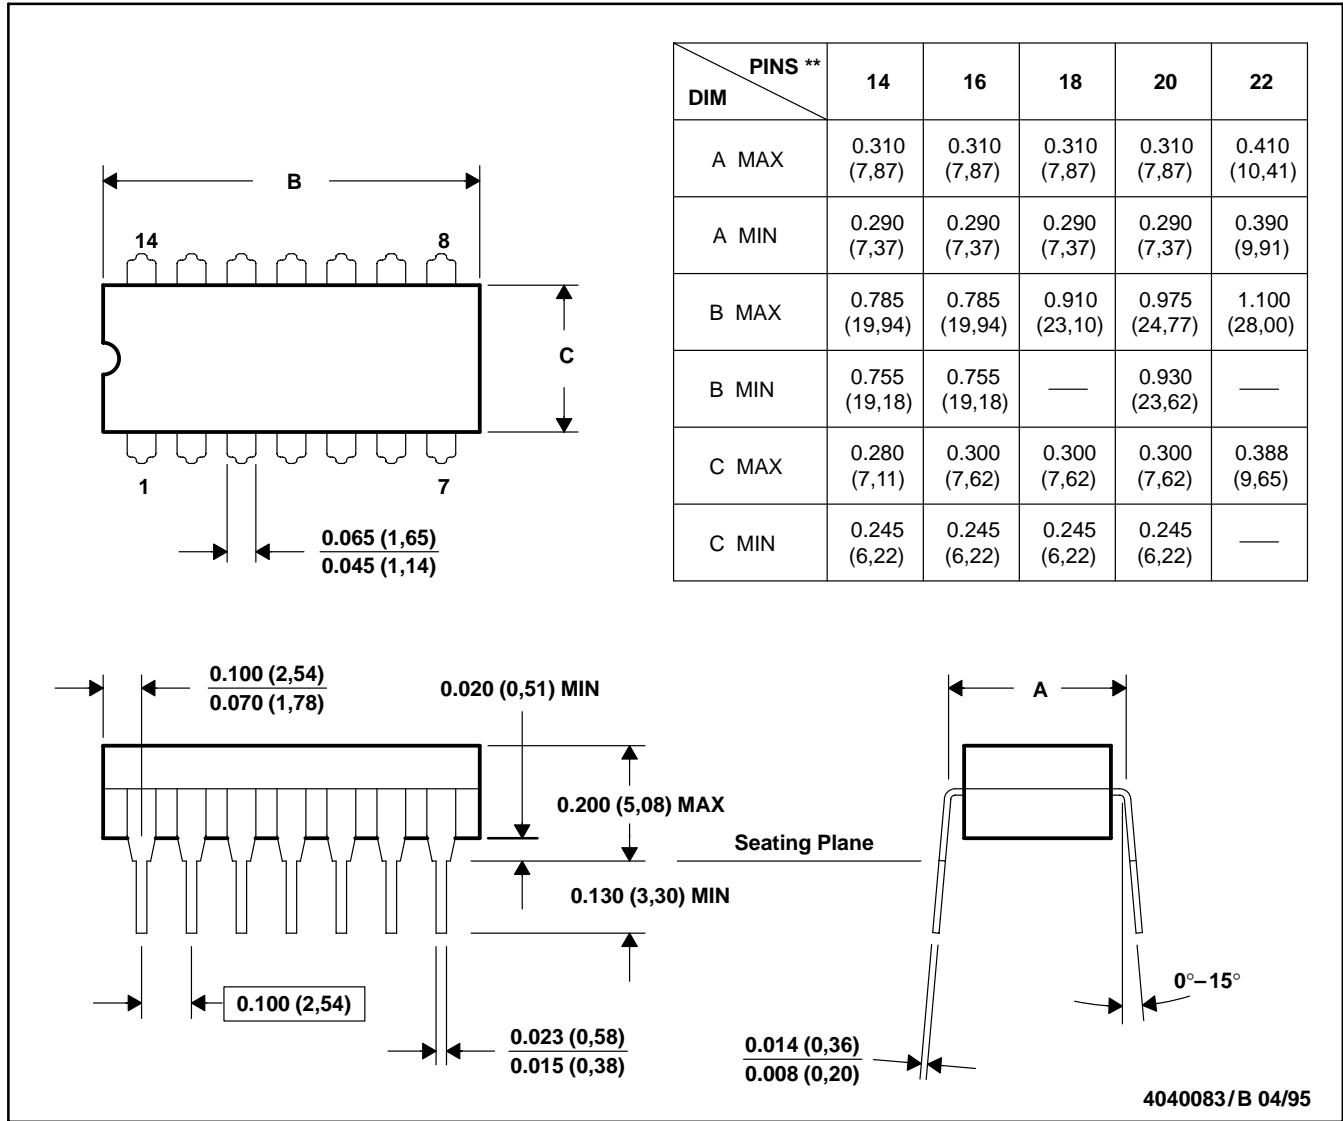 PINS **
DIM
14 16 18 20 22
A MAX 0.310 (7,87) 0.310 (7,87) 0.310 (7,87) 0.310 (7,87) 0.410 (10,41)
A MIN 0.290 (7,37) 0.290 (7,37) 0.290 (7,37) 0.290 (7,37) 0.390 (9,91)
B MAX 0.785 (19,94) 0.785 (19,94) 0.910 (23,10) 0.975 (24,77) 1.100 (28,00)
B MIN 0.755 (19,18) 0.755 (19,18) — 0.930 (23,62) —
C MAX 0.280 (7,11) 0.300 (7,62) 0.300 (7,62) 0.300 (7,62) 0.388 (9,65)
C MIN 0.245 (6,22) 0.245 (6,22) 0.245 (6,22) 0.245 (6,22) —
B
14 8
C
1 7
0.065 (1,65)
0.045 (1,14)
0.100 (2,54)
0.070 (1,78)
0.020 (0,51) MIN
A
0.200 (5,08) MAX
Seating Plane
0.130 (3,30) MIN
0.100 (2,54)
0°–15°
0.023 (0,58)
0.015 (0,38)
0.014 (0,36)
0.008 (0,20)
4040083/B 04/95